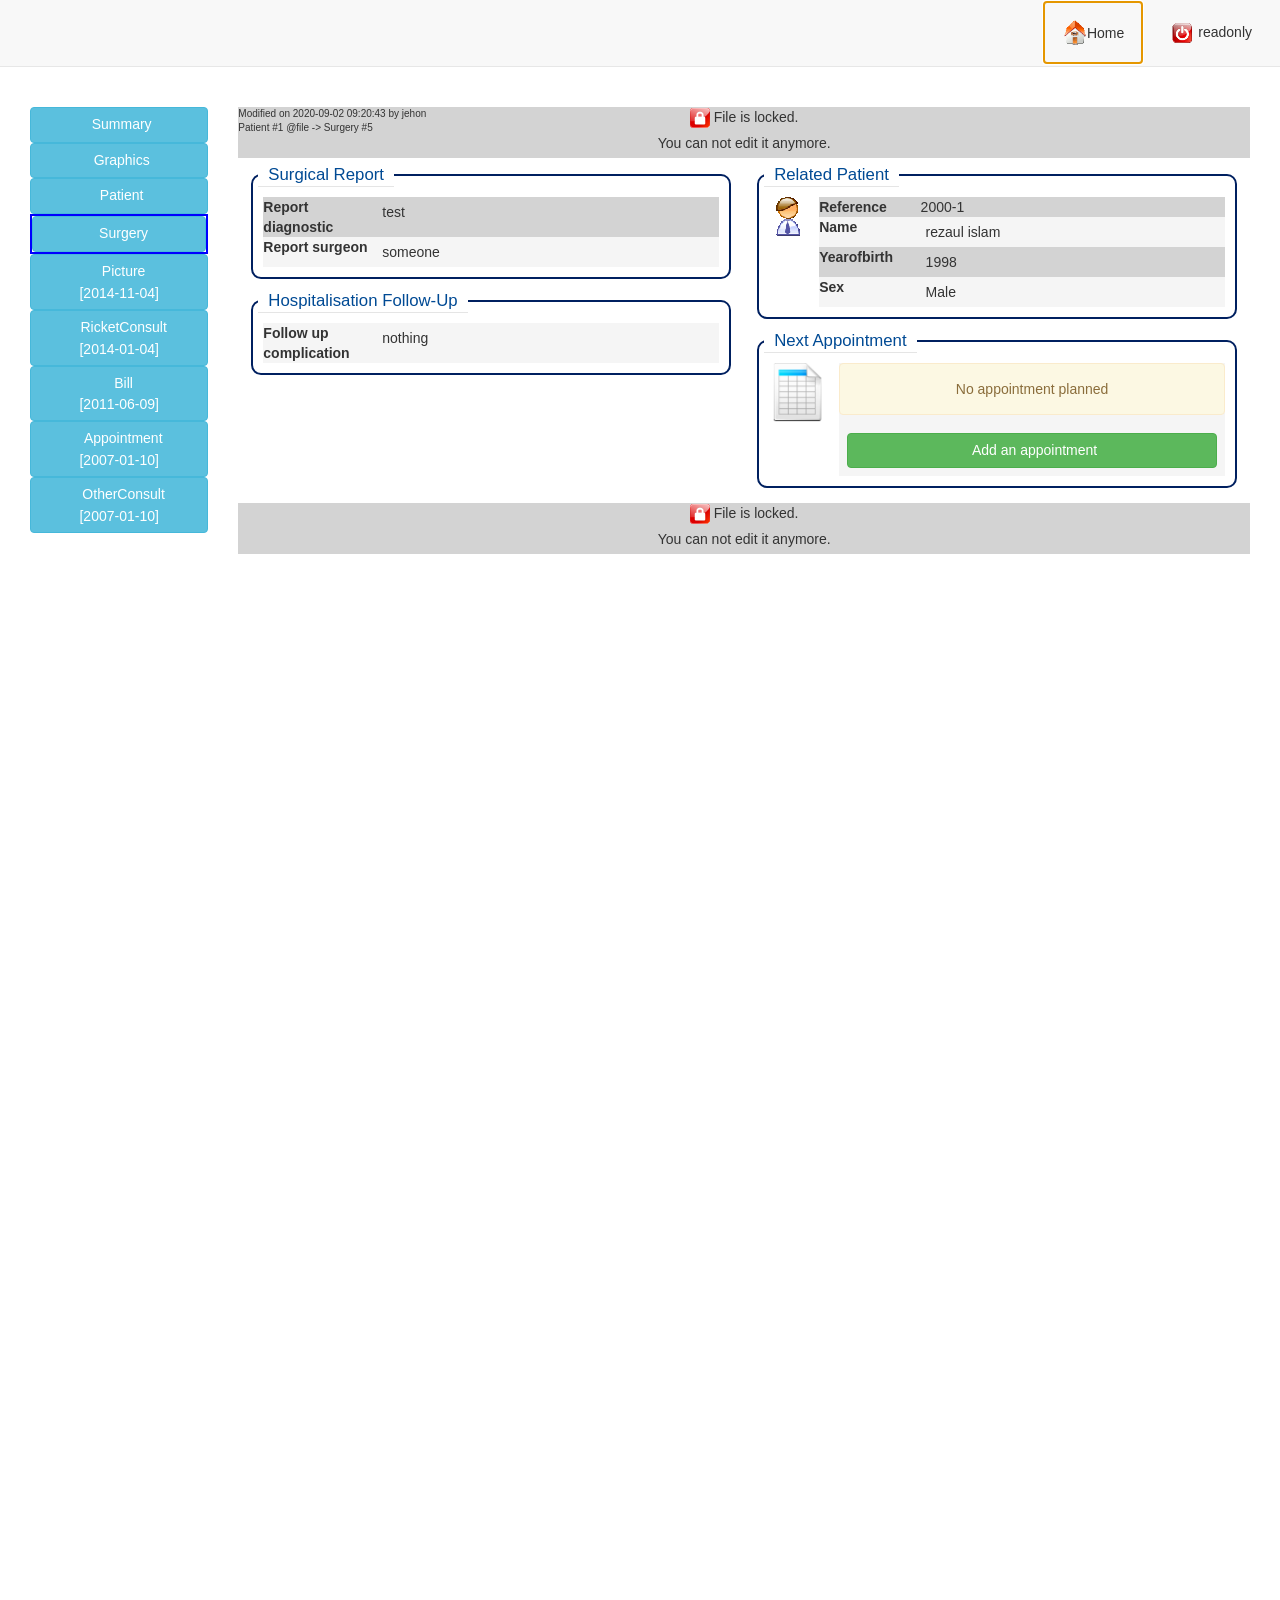 Home
readonly
Summary
Graphics
Patient
Surgery
Picture
[2014-11-04]
RicketConsult
[2014-01-04]
Bill
[2011-06-09]
Appointment
[2007-01-10]
OtherConsult
[2007-01-10]
Modified on 2020-09-02 09:20:43 by jehon
Patient #1 @file -> Surgery #5
File is locked.
You can not edit it anymore.
Surgical Report
Report diagnostic
test
Report surgeon
someone
Hospitalisation Follow-Up
Follow up complication
nothing
Related Patient
Reference 2000-1
Name rezaul islam
Yearofbirth 1998
Sex Male
Next Appointment
No appointment planned
Add an appointment
File is locked.
You can not edit it anymore.